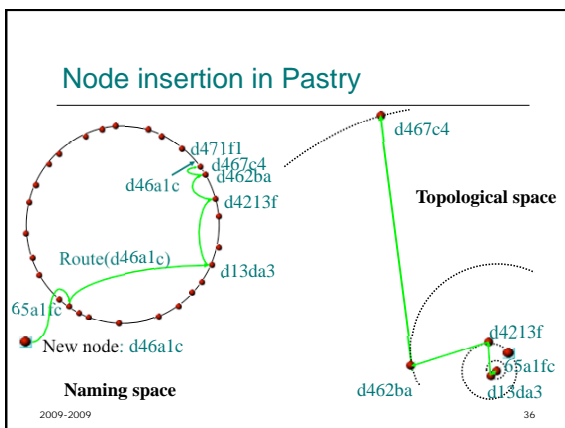 Node insertion in Pastry
d471f1
d467c4
d462ba
d46a1c
d4213f
Route(d46a1c)
d13da3
65a1fc
New node: d46a1c
Naming space
d467c4
Topological space
d4213f
65a1fc
d13da3
d462ba
2009-2009
36